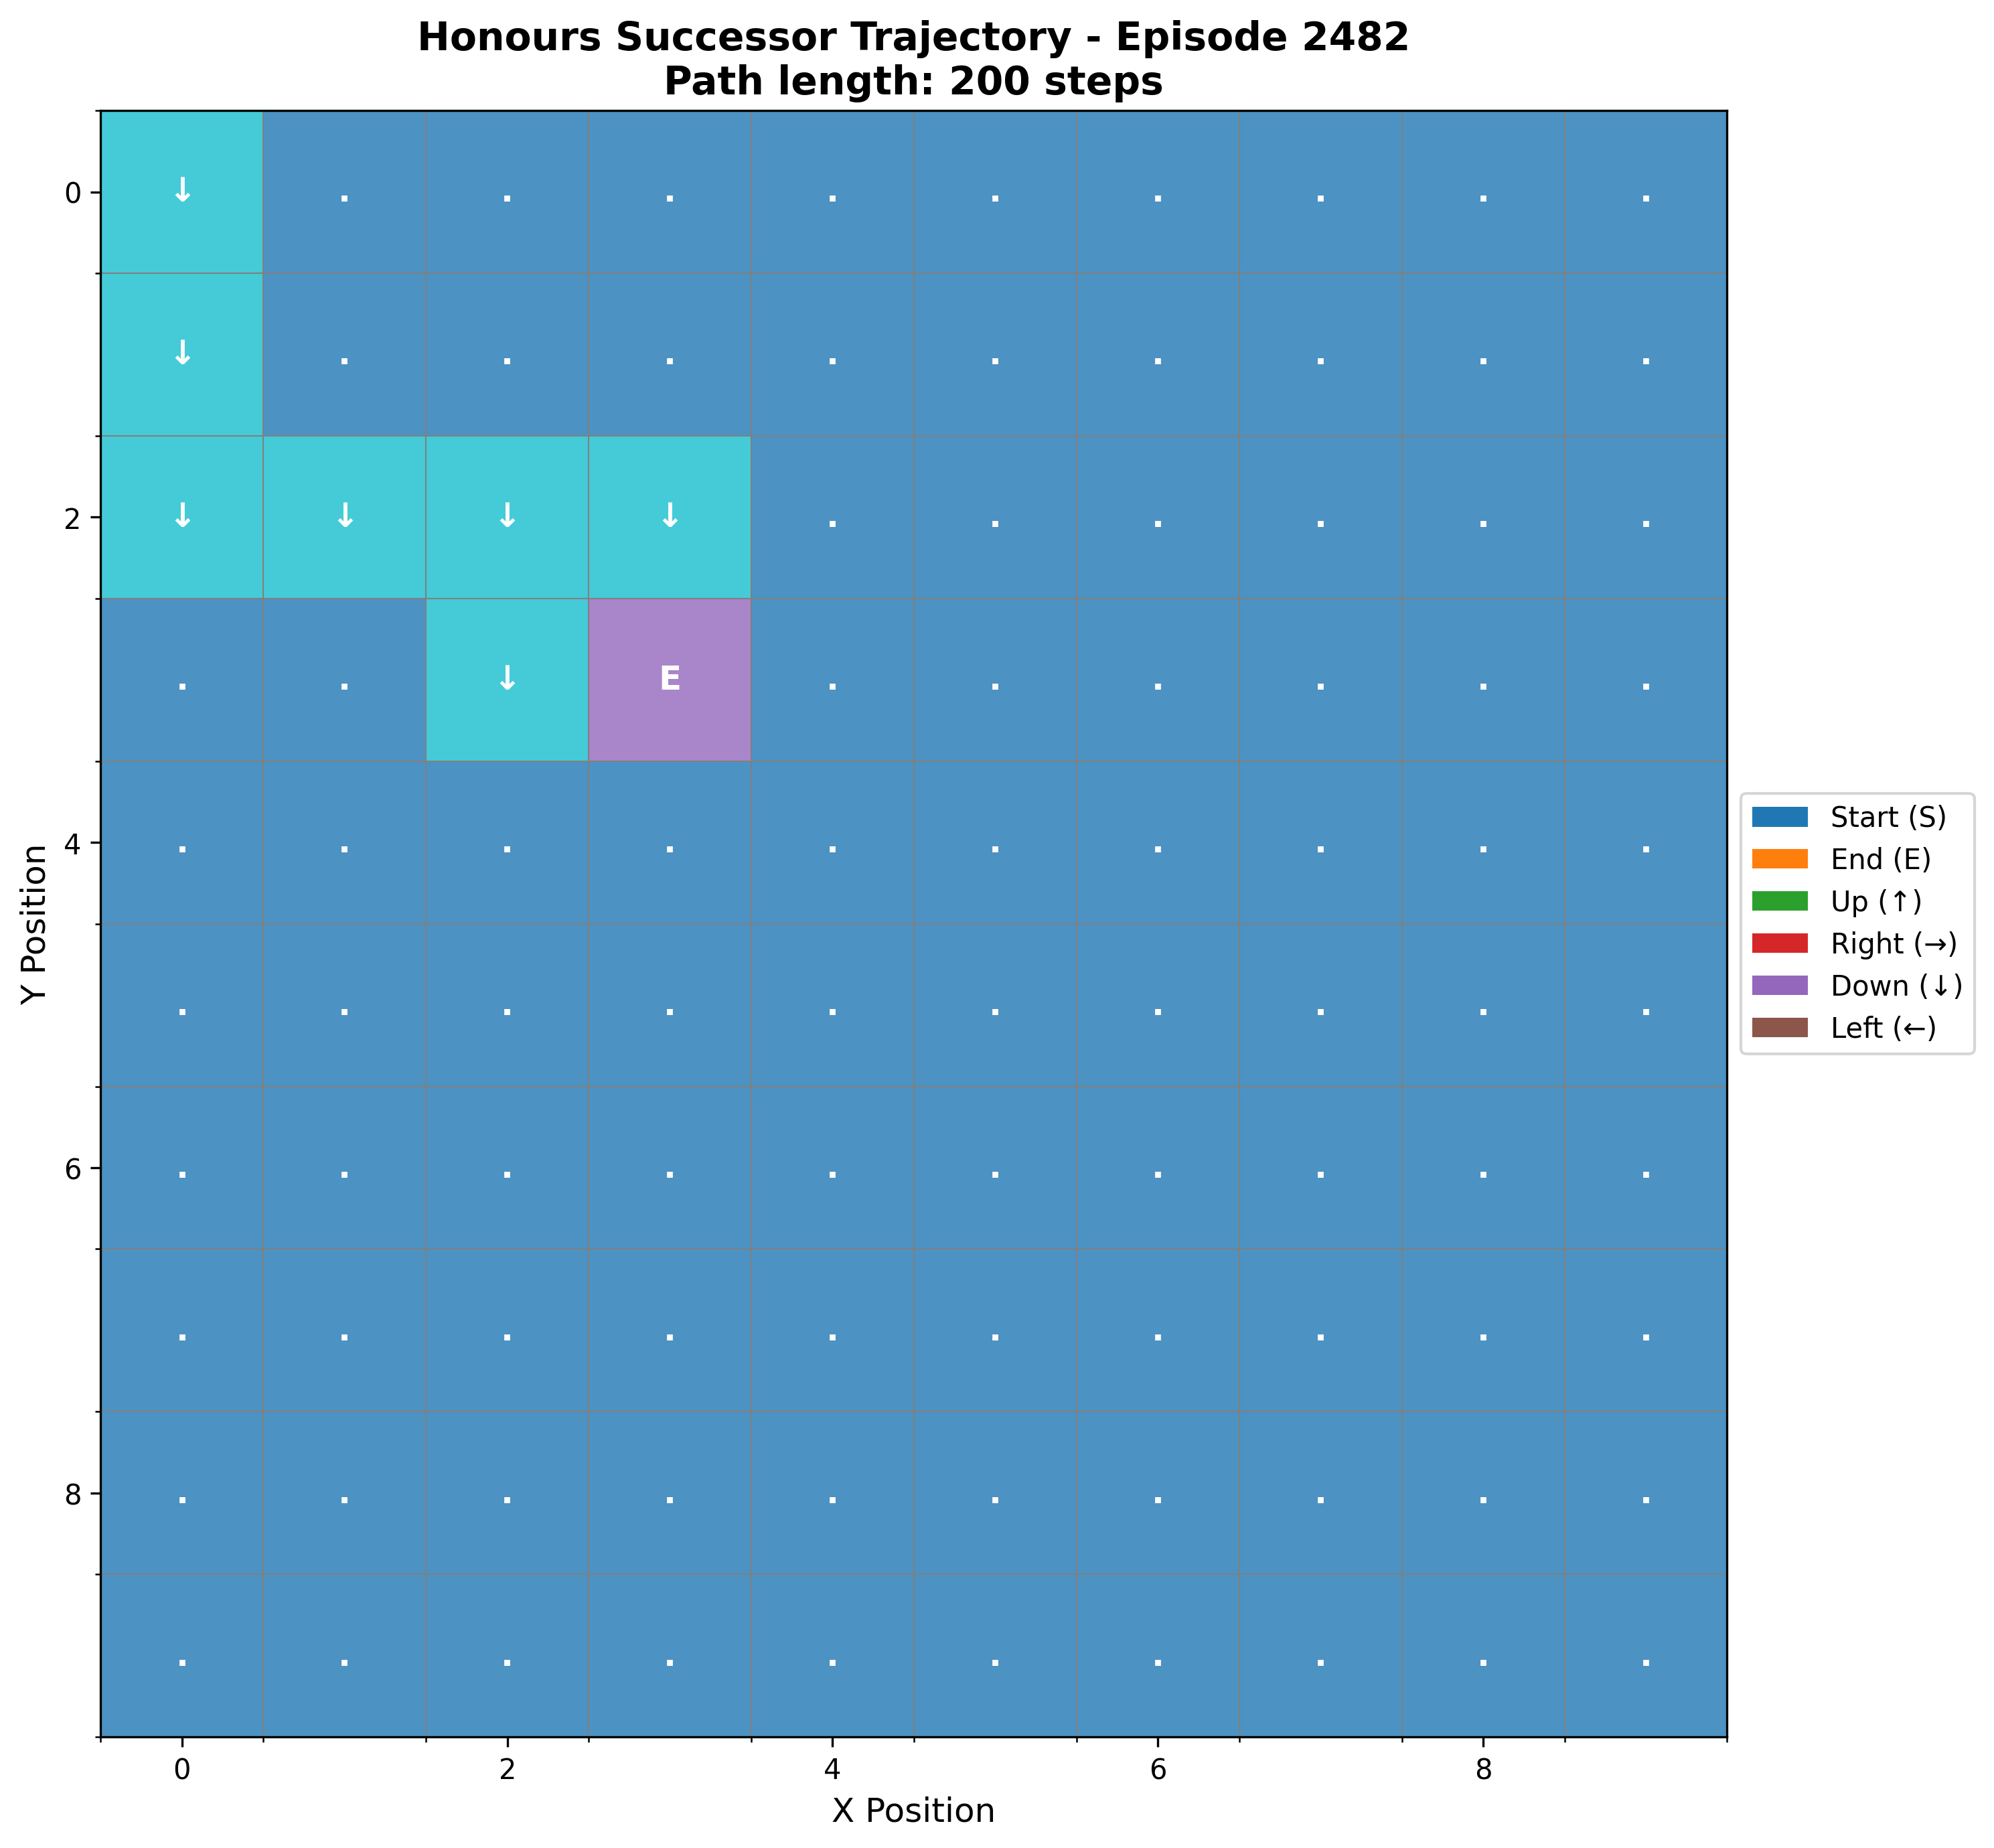 Honours Successor Trajectory - Episode 2482
Path length: 200 steps
0 ↓ . . . . . . . . .
↓ . . . . . . . . .
2 ↓ ↓ ↓ ↓ . . . . . .
. . ↓ E . . . . . .
4 . . . . . . . . . .
. . . . . . . . . .
6 . . . . . . . . . .
. . . . . . . . . .
8 . . . . . . . . . .
. . . . . . . . . .
0 2 4 6 8
X Position
Y Position
Start (S)
End (E)
Up (↑)
Right (→)
Down (↓)
Left (←)